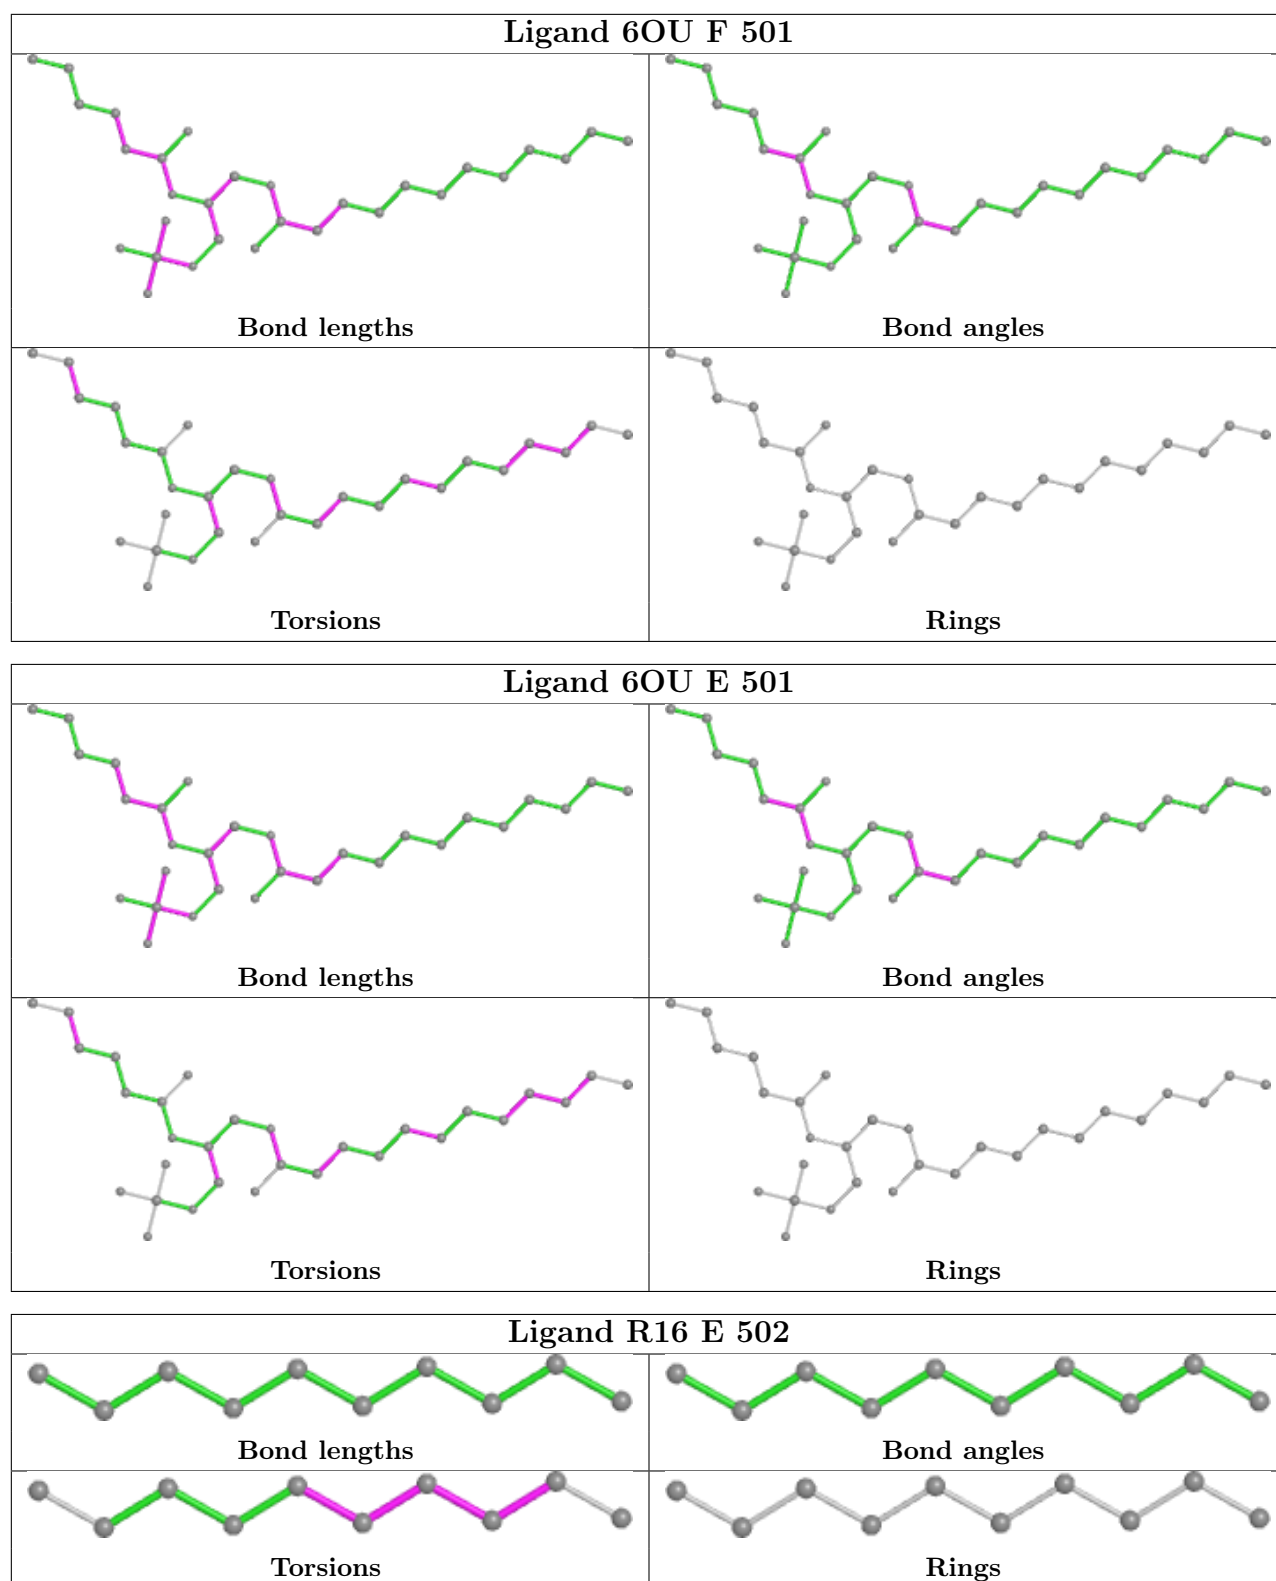 Ligand 6OU F 501
Bond lengths
Bond angles
Torsions
Rings
Ligand 6OU E 501
Bond lengths
Bond angles
Torsions
Rings
Ligand R16 E 502
Bond lengths
Bond angles
Torsions
Rings